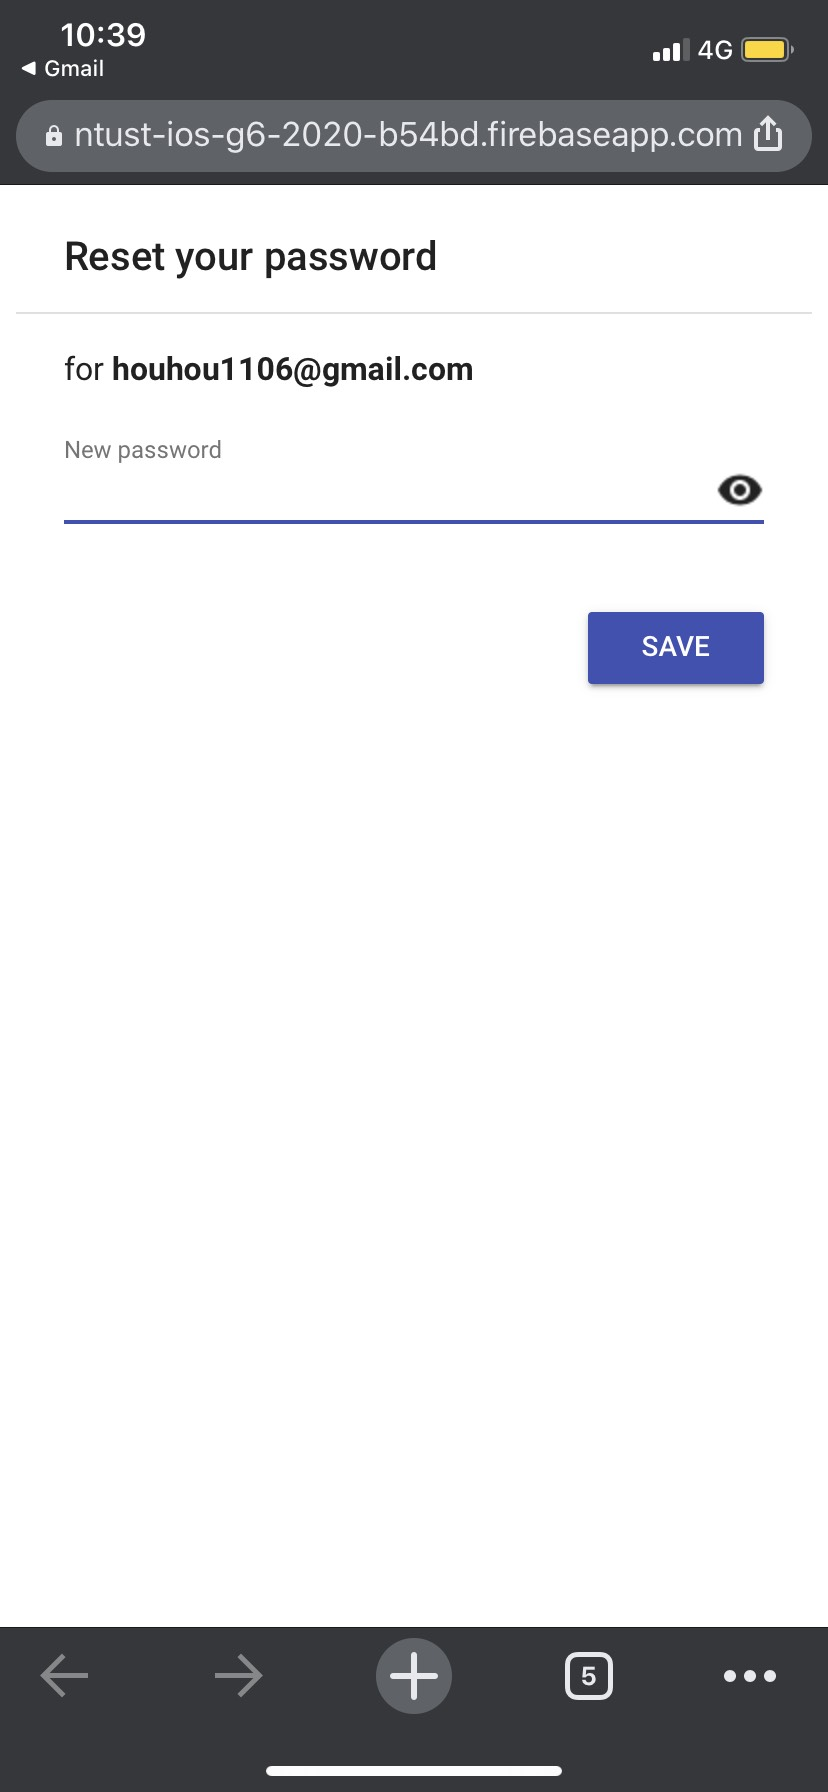 10:39
4G
◀ Gmail
ntust-ios-g6-2020-b54bd.firebaseapp.com
Reset your password
for houhou1106@gmail.com
New password
SAVE
5